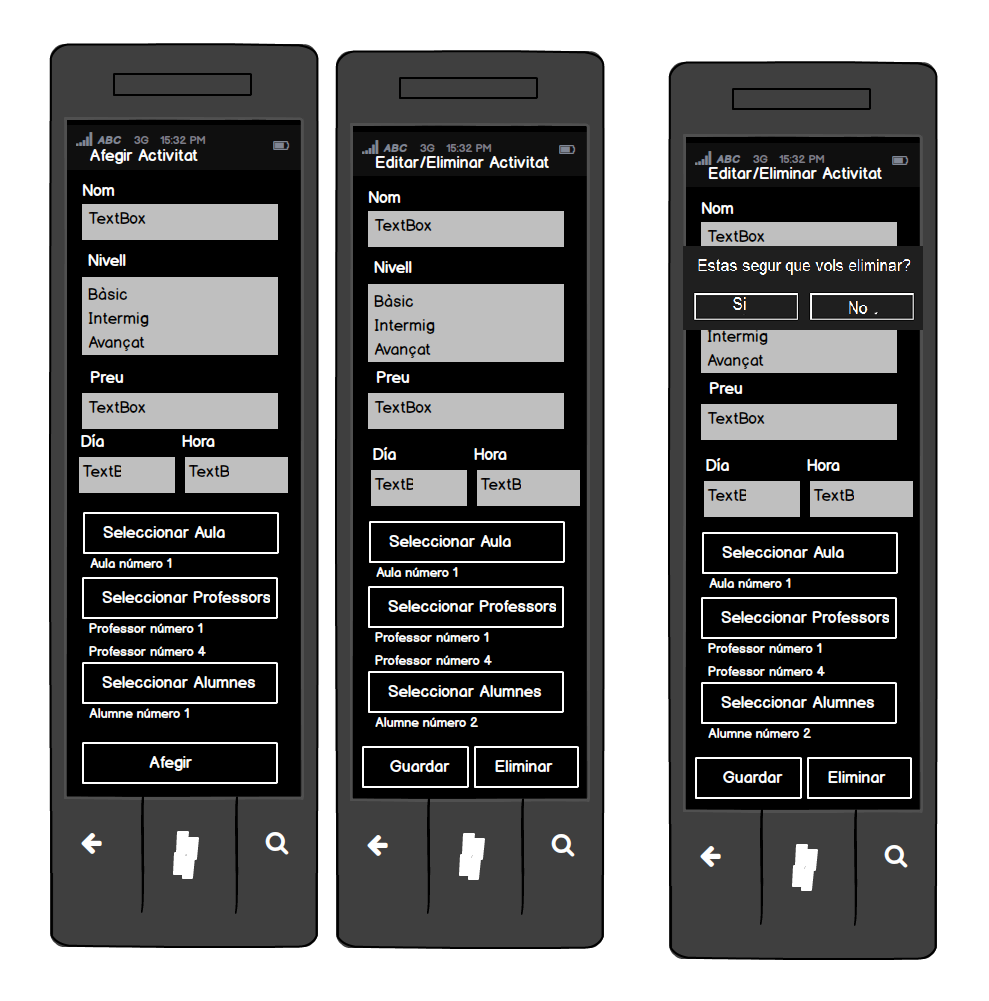 ABC 3G 15:32 PM
Afegir Activitat
Nom
TextBox
Nivell
Bàsic
Intermig
Avançat
Preu
TextBox
Día Hora
TextB TextB
Seleccionar Aula
Aula número 1
Seleccionar Professors
Professor número 1
Professor número 4
Seleccionar Alumnes
Alumne número 1
Afegir
ABC 3G 15:32 PM
Editar/Eliminar Activitat
Nom
TextBox
Nivell
Bàsic
Intermig
Avançat
Preu
TextBox
Día Hora
TextB TextB
Seleccionar Aula
Aula número 1
Seleccionar Professors
Professor número 1
Professor número 4
Seleccionar Alumnes
Alumne número 2
Guardar Eliminar
ABC 3G 15:32 PM
Editar/Eliminar Activitat
Nom
TextBox
Estas segur que vols eliminar?
Si No .
Intermig
Avançat
Preu
TextBox
Día Hora
TextB TextB
Seleccionar Aula
Aula número 1
Seleccionar Professors
Professor número 1
Professor número 4
Seleccionar Alumnes
Alumne número 2
Guardar Eliminar